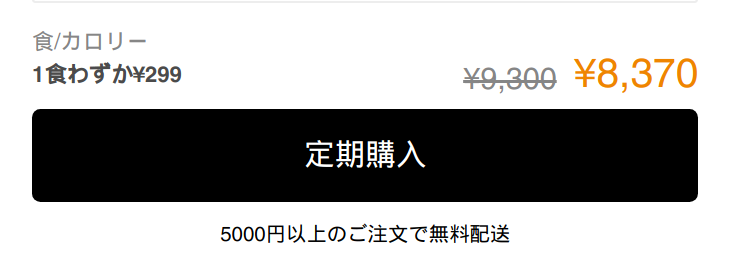 食/カロリー
1食わずか¥299
¥9,300 ¥8,370
定期購入
5000円以上のご注文で無料配送